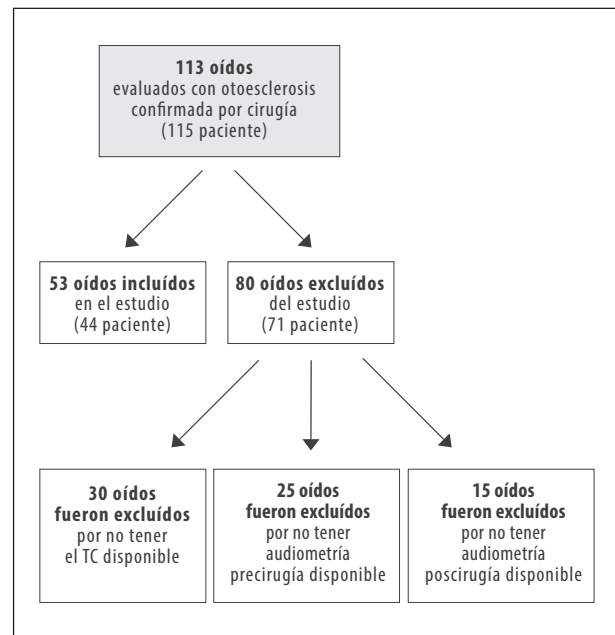 113 oídos
evaluados con otoesclerosis
confirmada por cirugía
(115 paciente)
53 oídos incluídos
en el estudio
(44 paciente)
80 oídos excluídos
del estudio
(71 paciente)
30 oídos
fueron excluídos
por no tener
el TC disponible
25 oídos
fueron excluídos
por no tener
audiometría
precirugía disponible
15 oídos
fueron excluídos
por no tener
audiometría
poscirugía disponible